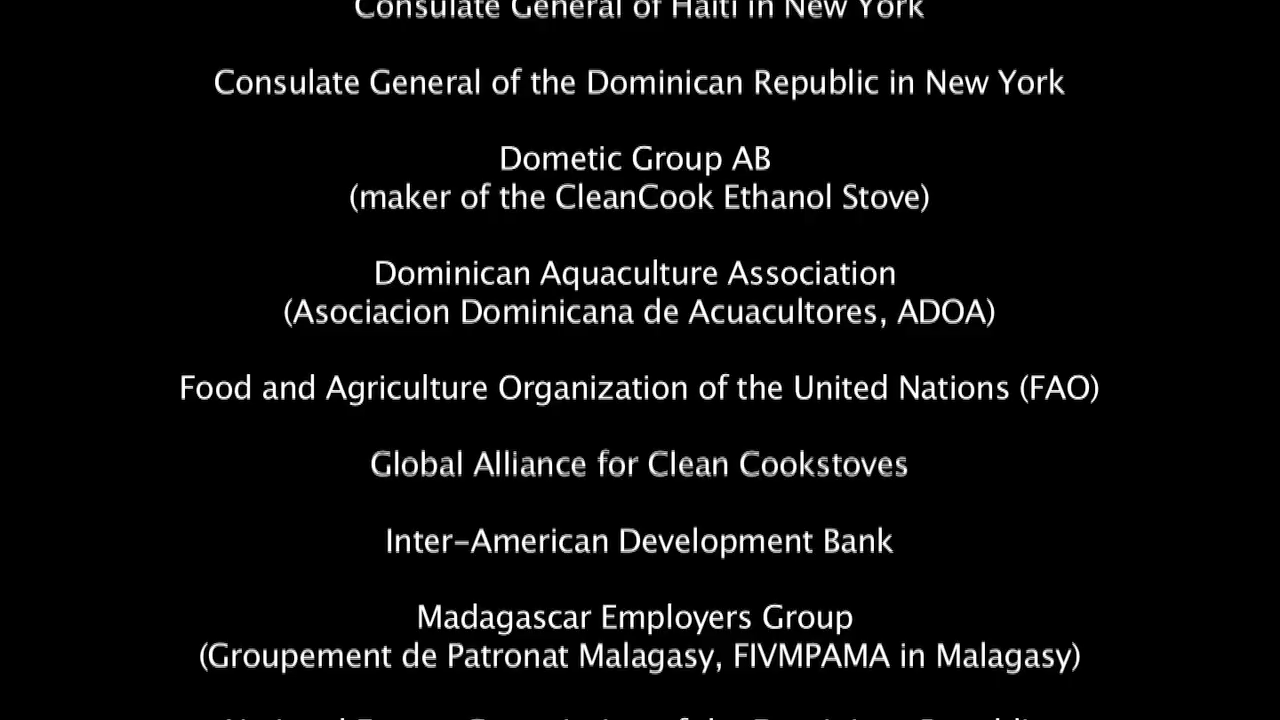 Consulate General of Haiti in New York
Consulate General of the Dominican Republic in New York
Dometic Group AB
(maker of the CleanCook Ethanol Stove)
Dominican Aquaculture Association
(Asociacion Dominicana de Acuacultores, ADOA)
Food and Agriculture Organization of the United Nations (FAO)
Global Alliance for Clean Cookstoves
Inter-American Development Bank
Madagascar Employers Group
(Groupement de Patronat Malagasy, FIVMPAMA in Malagasy)